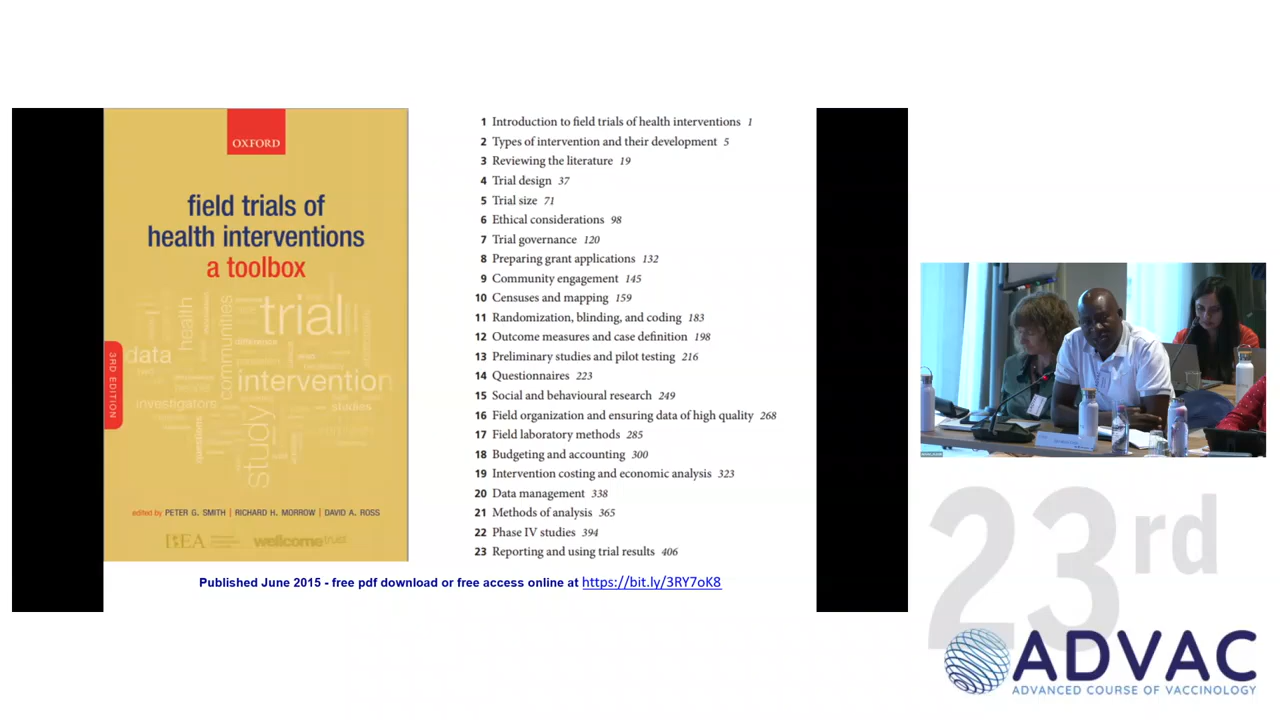 OXFORD
field trials of
health interventions
a toolbox
3RD EDITION
trial
health
communities
data
intervention
investigators
studies
study
questions
edited by PETER G. SMITH | RICHARD H. MORROW | DAVID A. ROSS
wellcome trust
1 Introduction to field trials of health interventions 1
2 Types of intervention and their development 5
3 Reviewing the literature 19
4 Trial design 37
5 Trial size 71
6 Ethical considerations 98
7 Trial governance 120
8 Preparing grant applications 132
9 Community engagement 145
10 Censuses and mapping 159
11 Randomization, blinding, and coding 183
12 Outcome measures and case definition 198
13 Preliminary studies and pilot testing 216
14 Questionnaires 223
15 Social and behavioural research 249
16 Field organization and ensuring data of high quality 268
17 Field laboratory methods 285
18 Budgeting and accounting 300
19 Intervention costing and economic analysis 323
20 Data management 338
21 Methods of analysis 365
22 Phase IV studies 394
23 Reporting and using trial results 406
Published June 2015 - free pdf download or free access online at https://bit.ly/3RY7oK8
23rd
ADVAC
ADVANCED COURSE OF VACCINOLOGY